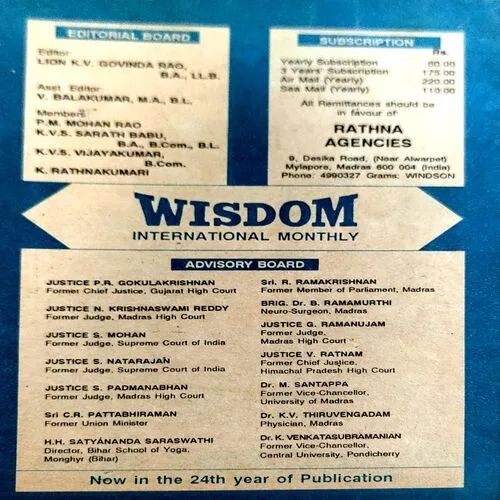 EDITORIAL BOARD
Editor:
LION K.V. GOVINDA RAO,
B.A., LL.B.
Asst. Editor:
V. BALAKUMAR, M.A., B.L.
Members:
P.M. MOHAN RAO
K.V.S. SARATH BABU,
B.A., B.Com., B.L.
K.V.S. VIJAYAKUMAR,
B.Com.
K. RATHNAKUMARI
SUBSCRIPTION
Rs.
Yearly Subscription 60.00
3 Years' Subscription 175.00
Air Mail (Yearly) 220.00
Sea Mail (Yearly) 110.00
All Remittances should be
in favour of
RATHNA
AGENCIES
9, Desika Road, (Near Alwarpet)
Mylapore, Madras 600 004 (India)
Phone: 4990327 Grams: WINDSON
WISDOM
INTERNATIONAL MONTHLY
ADVISORY BOARD
JUSTICE P.R. GOKULAKRISHNAN
Former Chief Justice, Gujarat High Court
JUSTICE N. KRISHNASWAMI REDDY
Former Judge, Madras High Court
JUSTICE S. MOHAN
Former Judge, Supreme Court of India
JUSTICE S. NATARAJAN
Former Judge, Supreme Court of India
JUSTICE S. PADMANABHAN
Former Judge, Madras High Court
Sri C.R. PATTABHIRAMAN
Former Union Minister
H.H. SATYANANDA SARASWATHI
Director, Bihar School of Yoga,
Monghyr (Bihar)
Sri. R. RAMAKRISHNAN
Former Member of Parliament, Madras
BRIG. Dr. B. RAMAMURTHI
Neuro-Surgeon, Madras
JUSTICE G. RAMANUJAM
Former Judge,
Madras High Court
JUSTICE V. RATNAM
Former Chief Justice,
Himachal Pradesh High Court
Dr. M. SANTAPPA
Former Vice-Chancellor,
University of Madras
Dr. K.V. THIRUVENGADAM
Physician, Madras
Dr. K. VENKATASUBRAMANIAN
Former Vice-Chancellor,
Central University, Pondicherry
Now in the 24th year of Publication